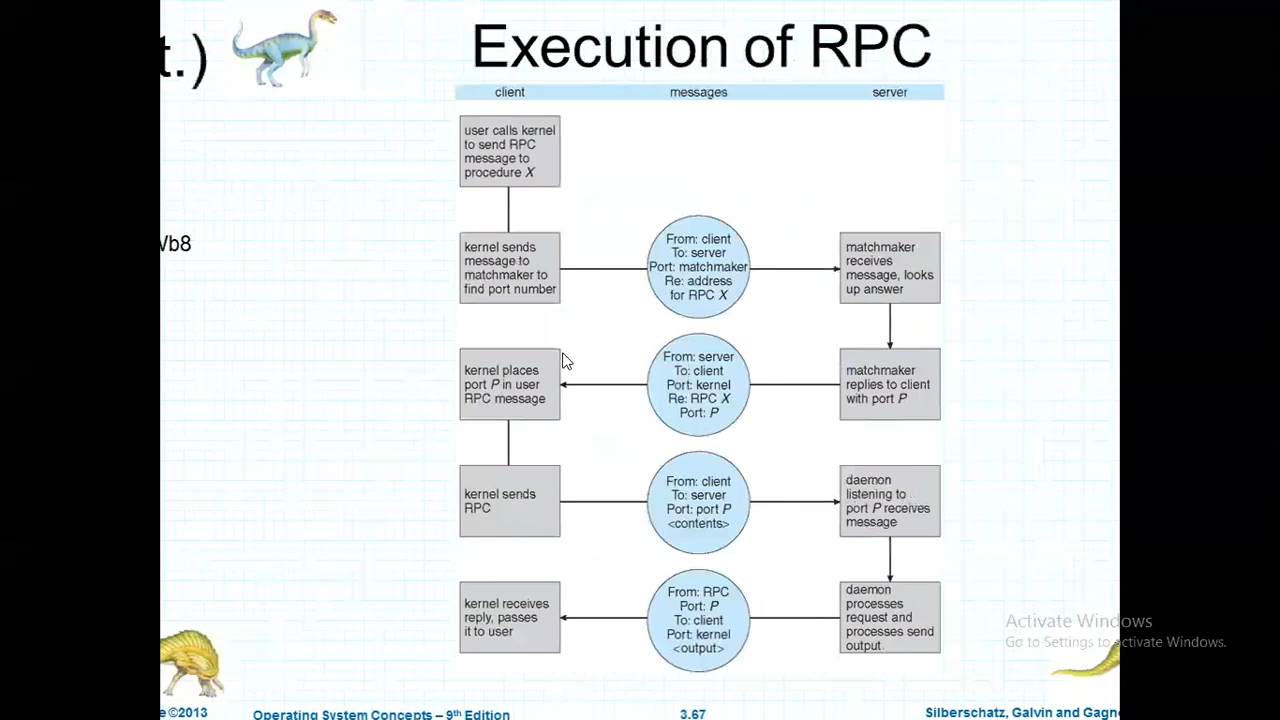 t.)
Execution of RPC
client messages server
user calls kernel
to send RPC
message to
procedure X
kernel sends
message to
matchmaker to
find port number
From: client
To: server
Port: matchmaker
Re: address
for RPC X
matchmaker
receives
message, looks
up answer
Vb8
kernel places
port P in user
RPC message
From: server
To: client
Port: kernel
Re: RPC X
Port: P
matchmaker
replies to client
with port P
kernel sends
RPC
From: client
To: server
Port: port P
<contents>
daemon
listening to
port P receives
message
kernel receives
reply, passes
it to user
From: RPC
Port: P
To: client
Port: kernel
<output>
daemon
processes
request and
processes send
output.
Activate Windows
Go to Settings to activate Windows.
e ©2013
Operating System Concepts – 9th Edition
3.67
Silberschatz, Galvin and Gagne